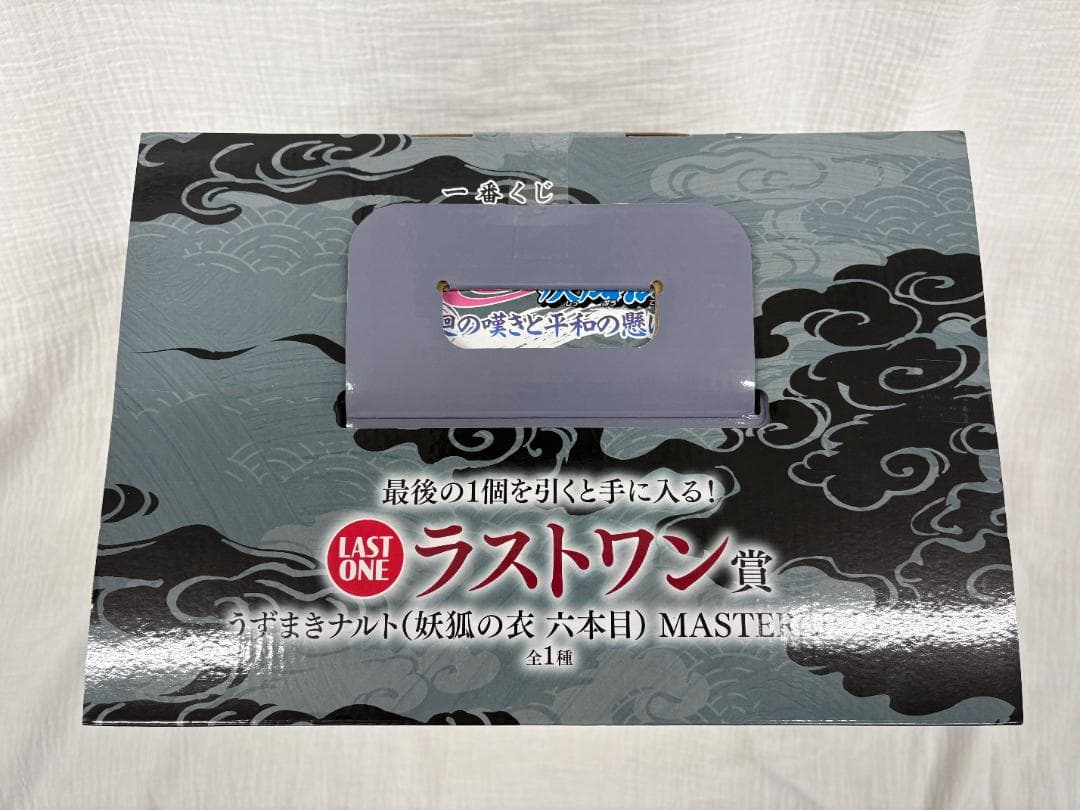 一番くじ
の嘆きと平和の懸
最後の1個を引くと手に入る!
LAST
ONE
ラストワン賞
うずまきナルト(妖狐の衣 六本目) MASTER
全1種